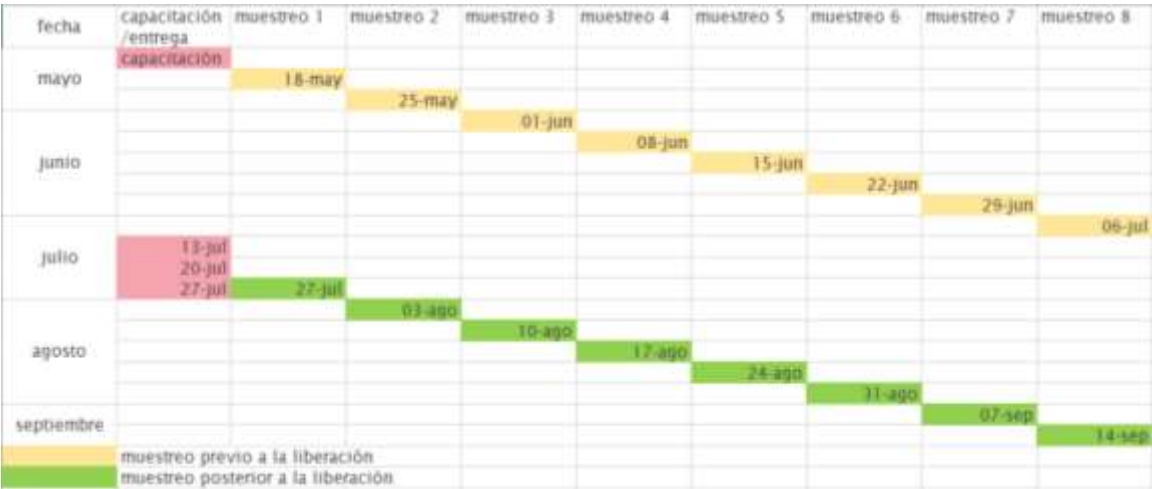 fecha capacitación /entrega muestreo 1 muestreo 2 muestreo 3 muestreo 4 muestreo 5 muestreo 6 muestreo 7 muestreo 8
mayo capacitación
18-may
25-may
junio 01-jun
08-jun
15-jun
22-jun
29-jun
julio 06-jul
13-jul
20-jul
27-jul 27-jul
agosto 03-ago
10-ago
17-ago
24-ago
31-ago
septiembre 07-sep
14-sep
muestreo previo a la liberación
muestreo posterior a la liberación